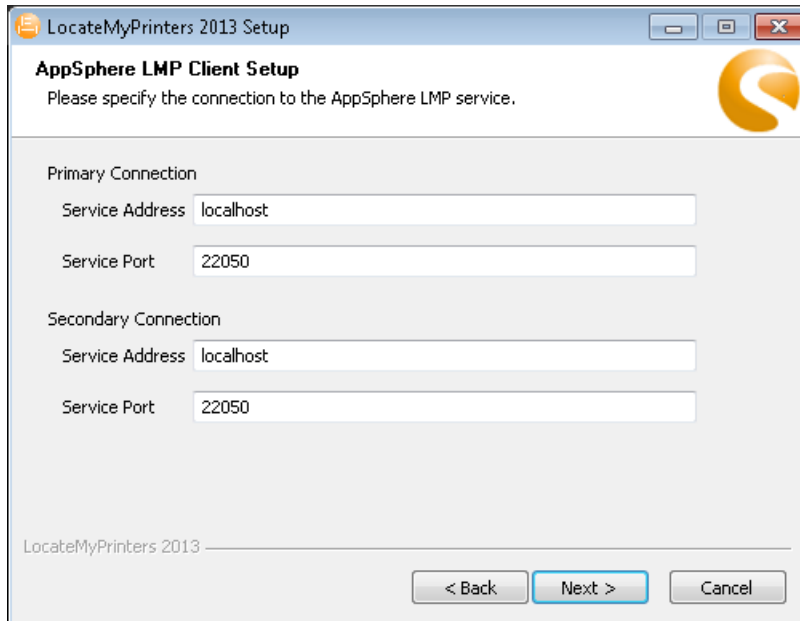 LocateMyPrinters 2013 Setup
AppSphere LMP Client Setup
Please specify the connection to the AppSphere LMP service.
Primary Connection
Service Address localhost
Service Port 22050
Secondary Connection
Service Address localhost
Service Port 22050
LocateMyPrinters 2013
< Back Next > Cancel